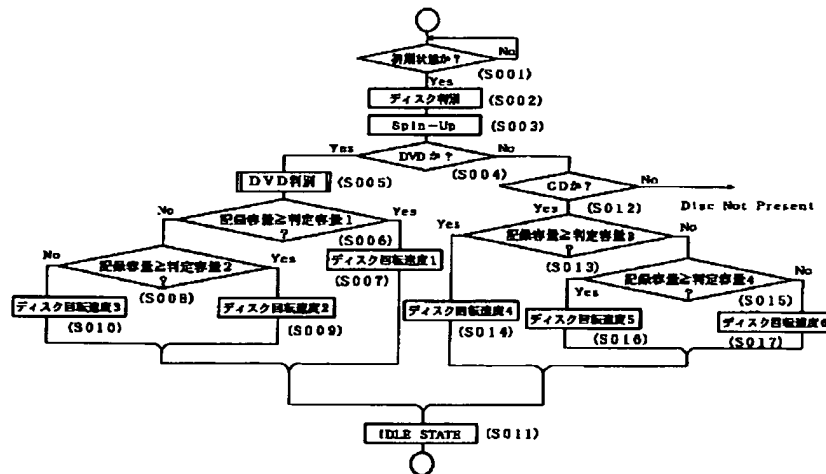 No
初期状態か?
(S001)
Yes
ディスク判別
(S002)
Spin-Up
(S003)
Yes
DVDか?
No
(S004)
DVD判別
(S005)
CDか?
No
(S012)
Disc Not Present
No
記録容量≧判定容量1
?
Yes
(S006)
Yes
記録容量≧判定容量3
?
No
(S013)
ディスク回転速度1
(S007)
No
記録容量≧判定容量2
?
Yes
(S008)
Yes
記録容量≧判定容量4
?
No
(S015)
ディスク回転速度3
(S010)
ディスク回転速度2
(S009)
ディスク回転速度4
(S014)
ディスク回転速度5
(S016)
ディスク回転速度6
(S017)
IDLE STATE
(S011)